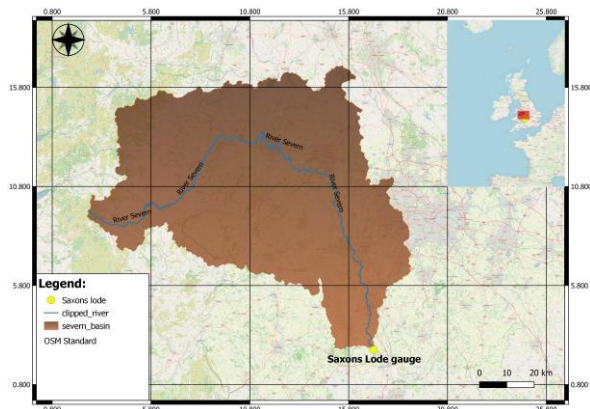 0.800 5.800 10.800 15.800 20.800 25.800
15.800 15.800
10.800 10.800
5.800 5.800
0.800 0.800
River Severn
River Severn
River Severn
River Severn
Legend:
Saxons lode
clipped_river
severn_basin
OSM Standard
Saxons Lode gauge
0 10 20 km
0.800 5.800 10.800 15.800 20.800 25.800